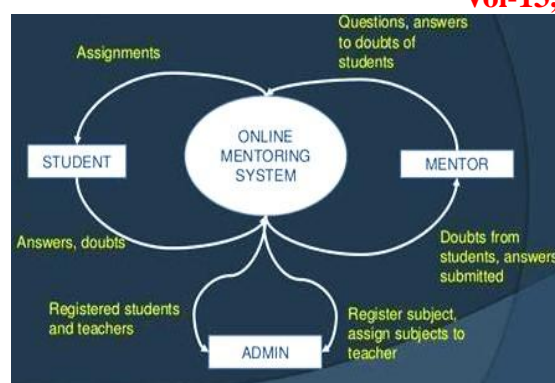 Vol-13,
Assignments
Questions, answers
to doubts of
students
STUDENT
ONLINE
MENTORING
SYSTEM
MENTOR
Answers, doubts
Doubts from
students, answers
submitted
Registered students
and teachers
Register subject,
assign subjects to
teacher
ADMIN